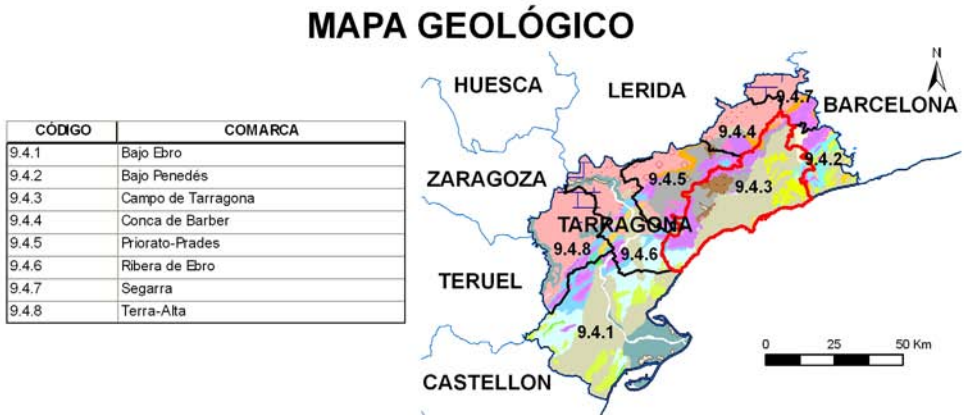 MAPA GEOLÓGICO
CÓDIGO COMARCA
9.4.1 Bajo Ebro
9.4.2 Bajo Penedés
9.4.3 Campo de Tarragona
9.4.4 Conca de Barber
9.4.5 Priorato-Prades
9.4.6 Ribera de Ebro
9.4.7 Segarra
9.4.8 Terra-Alta
N
HUESCA
LERIDA
9.4.7
BARCELONA
9.4.4
9.4.2
ZARAGOZA
9.4.5
9.4.3
TARRAGONA
9.4.8
9.4.6
TERUEL
9.4.1
0 25 50 Km
CASTELLON